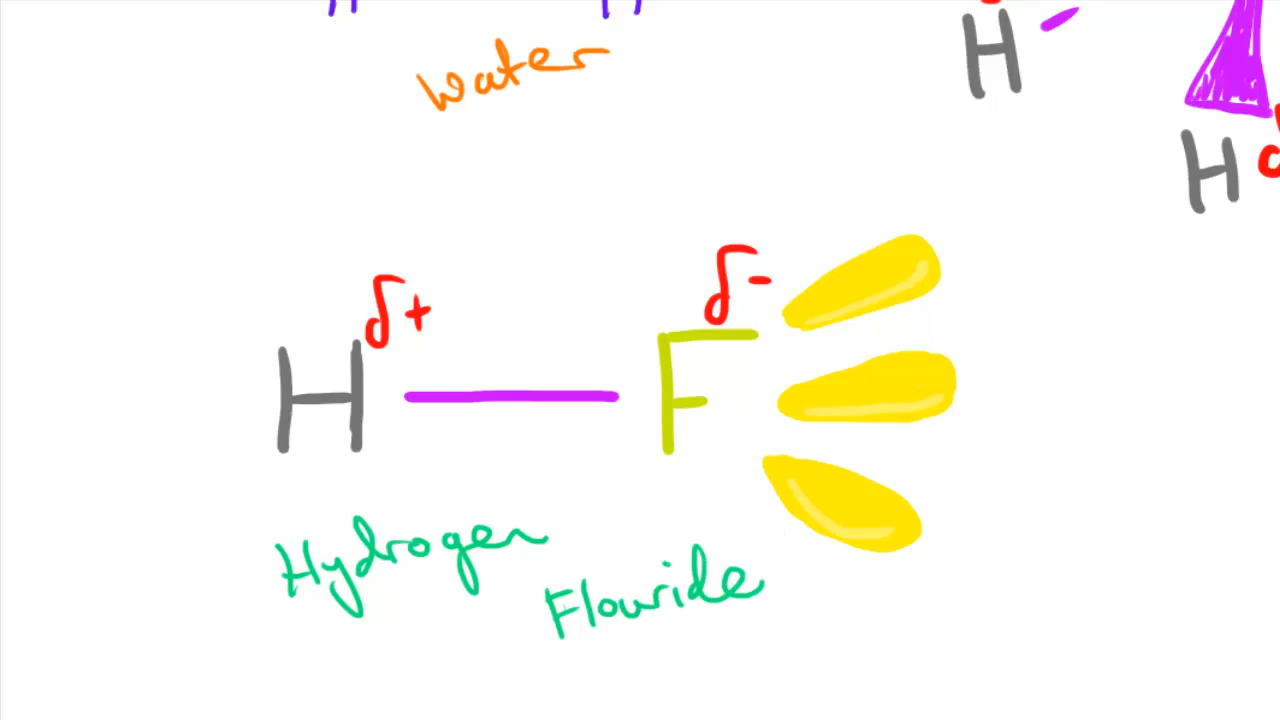 H H
water
H
H δ
H δ+ F δ-
Hydrogen
Flouride